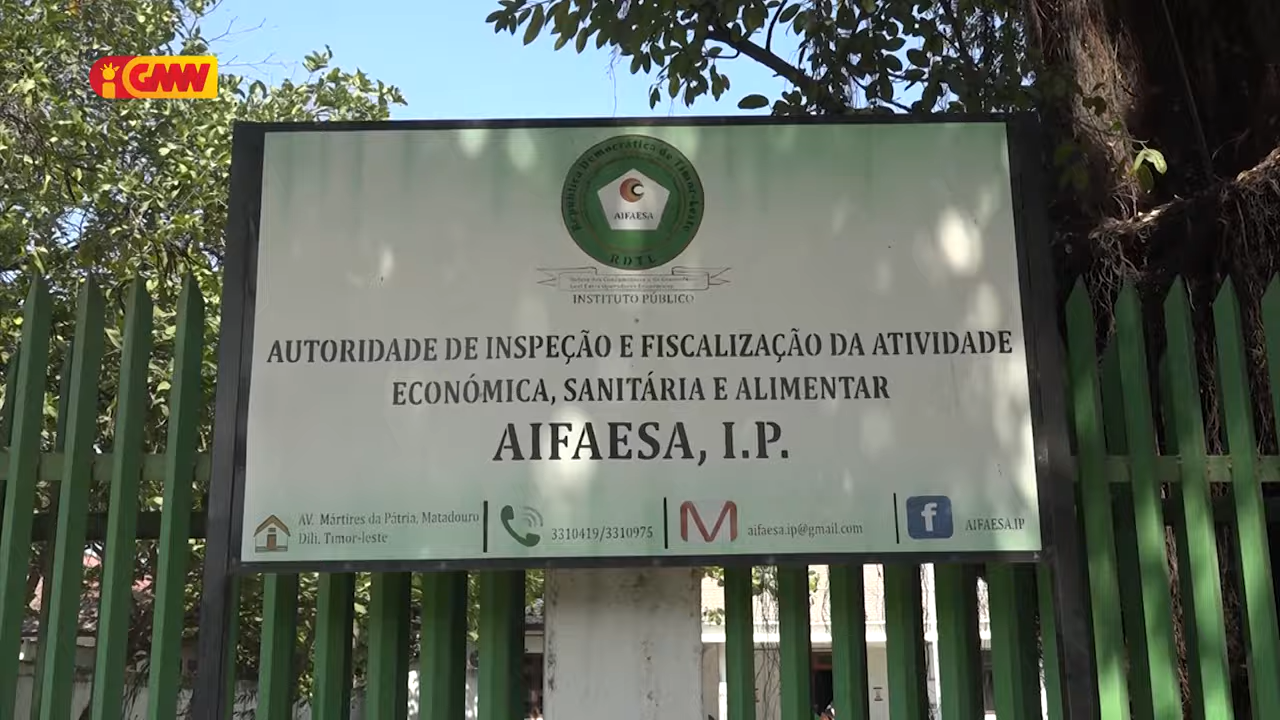 GMW
República Democrática de Timor-Leste
AIFAESA
RDTL
INSTITUTO PÚBLICO
AUTORIDADE DE INSPEÇÃO E FISCALIZAÇÃO DA ATIVIDADE
ECONÓMICA, SANITÁRIA E ALIMENTAR
AIFAESA, I.P.
AV. Mártires da Pátria, Matadouro
Dili, Timor-leste
3310419/3310975
aifaesa.ip@gmail.com
AIFAESA.IP